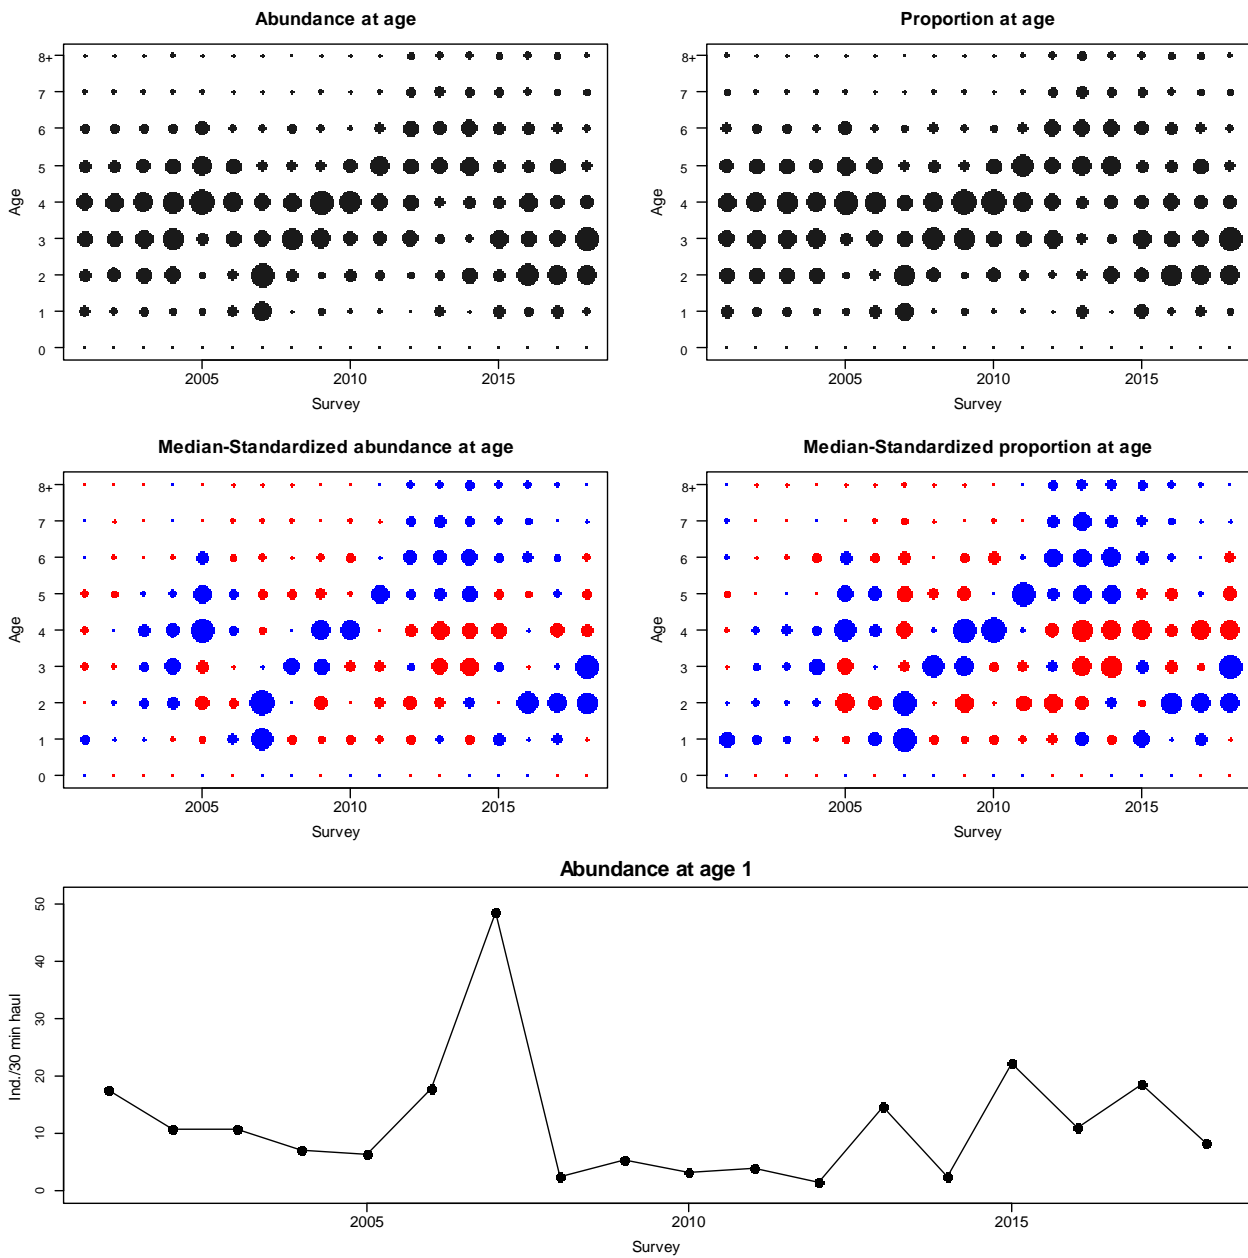 Abundance at age
Proportion at age
8+
7
6
5
4
3
2
1
0
Age
2005 2010 2015
Survey
8+
7
6
5
4
3
2
1
0
Age
2005 2010 2015
Survey
Median-Standardized abundance at age
Median-Standardized proportion at age
8+
7
6
5
4
3
2
1
0
Age
2005 2010 2015
Survey
8+
7
6
5
4
3
2
1
0
Age
2005 2010 2015
Survey
Abundance at age 1
50
40
30
20
10
0
Ind./30 min haul
2005 2010 2015
Survey